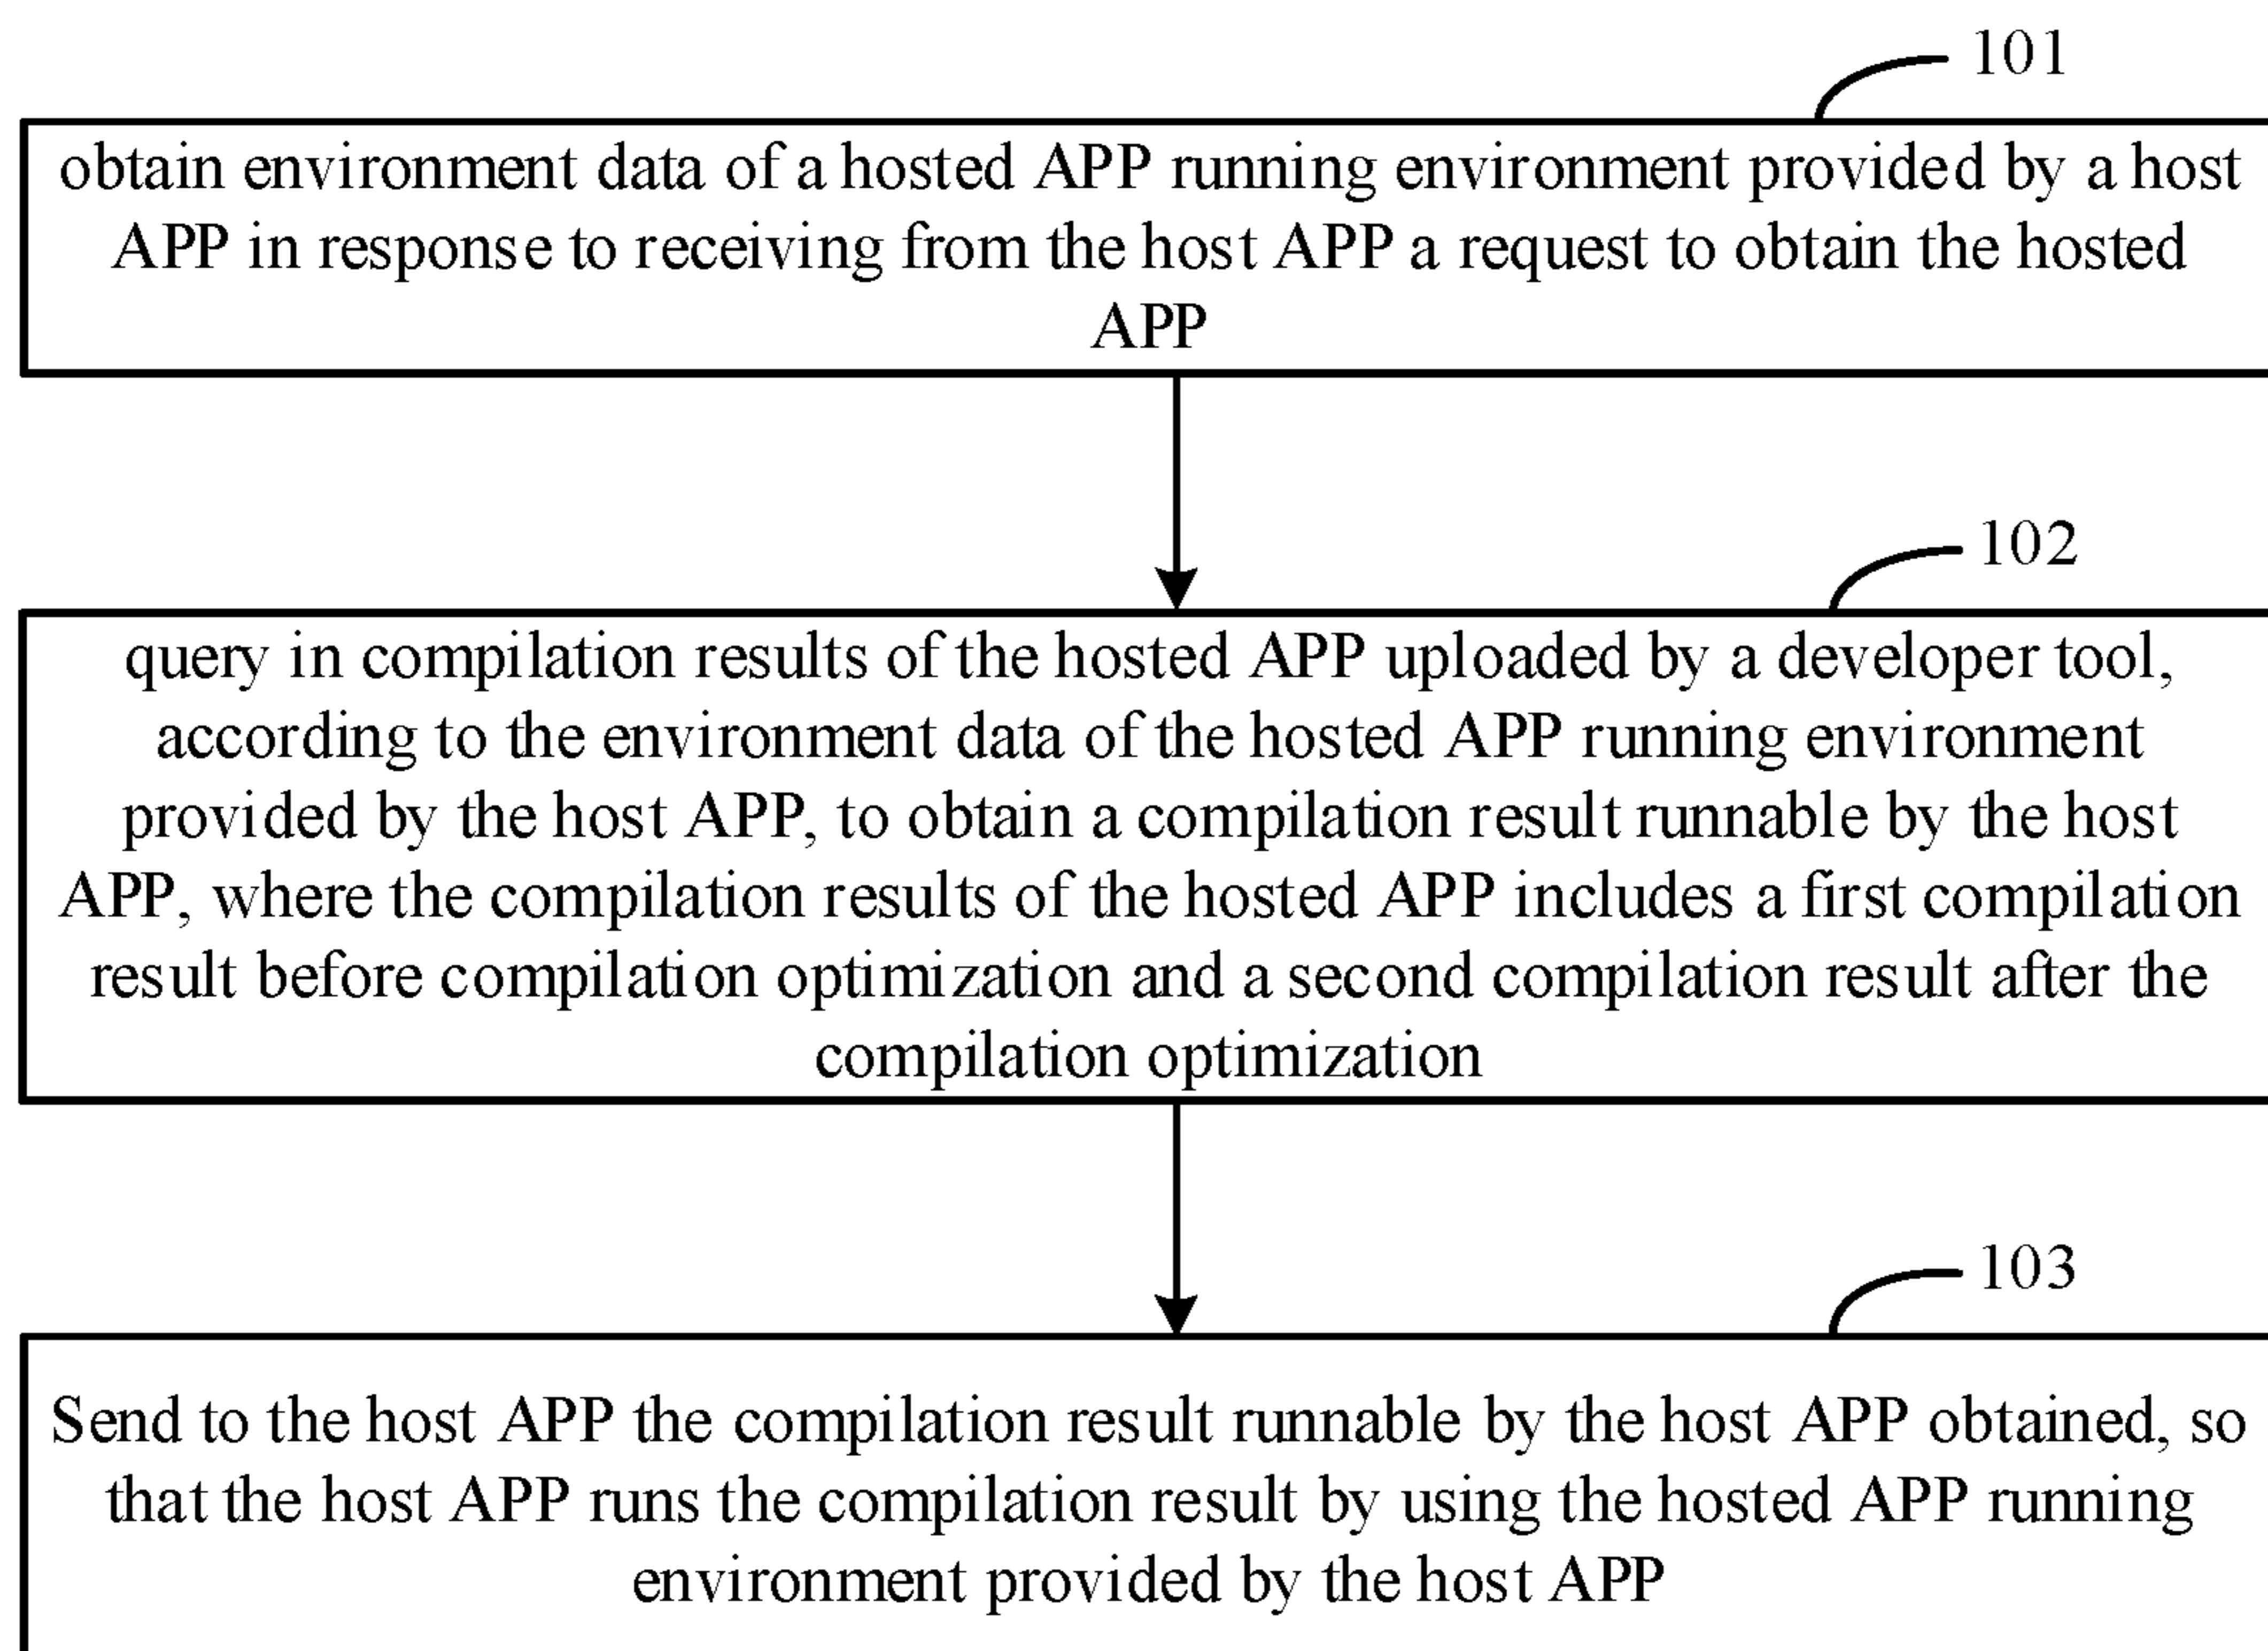 101
obtain environment data of a hosted APP running environment provided by a host
APP in response to receiving from the host APP a request to obtain the hosted
APP
102
query in compilation results of the hosted APP uploaded by a developer tool,
according to the environment data of the hosted APP running environment
provided by the host APP, to obtain a compilation result runnable by the host
APP, where the compilation results of the hosted APP includes a first compilation
result before compilation optimization and a second compilation result after the
compilation optimization
103
Send to the host APP the compilation result runnable by the host APP obtained, so
that the host APP runs the compilation result by using the hosted APP running
environment provided by the host APP